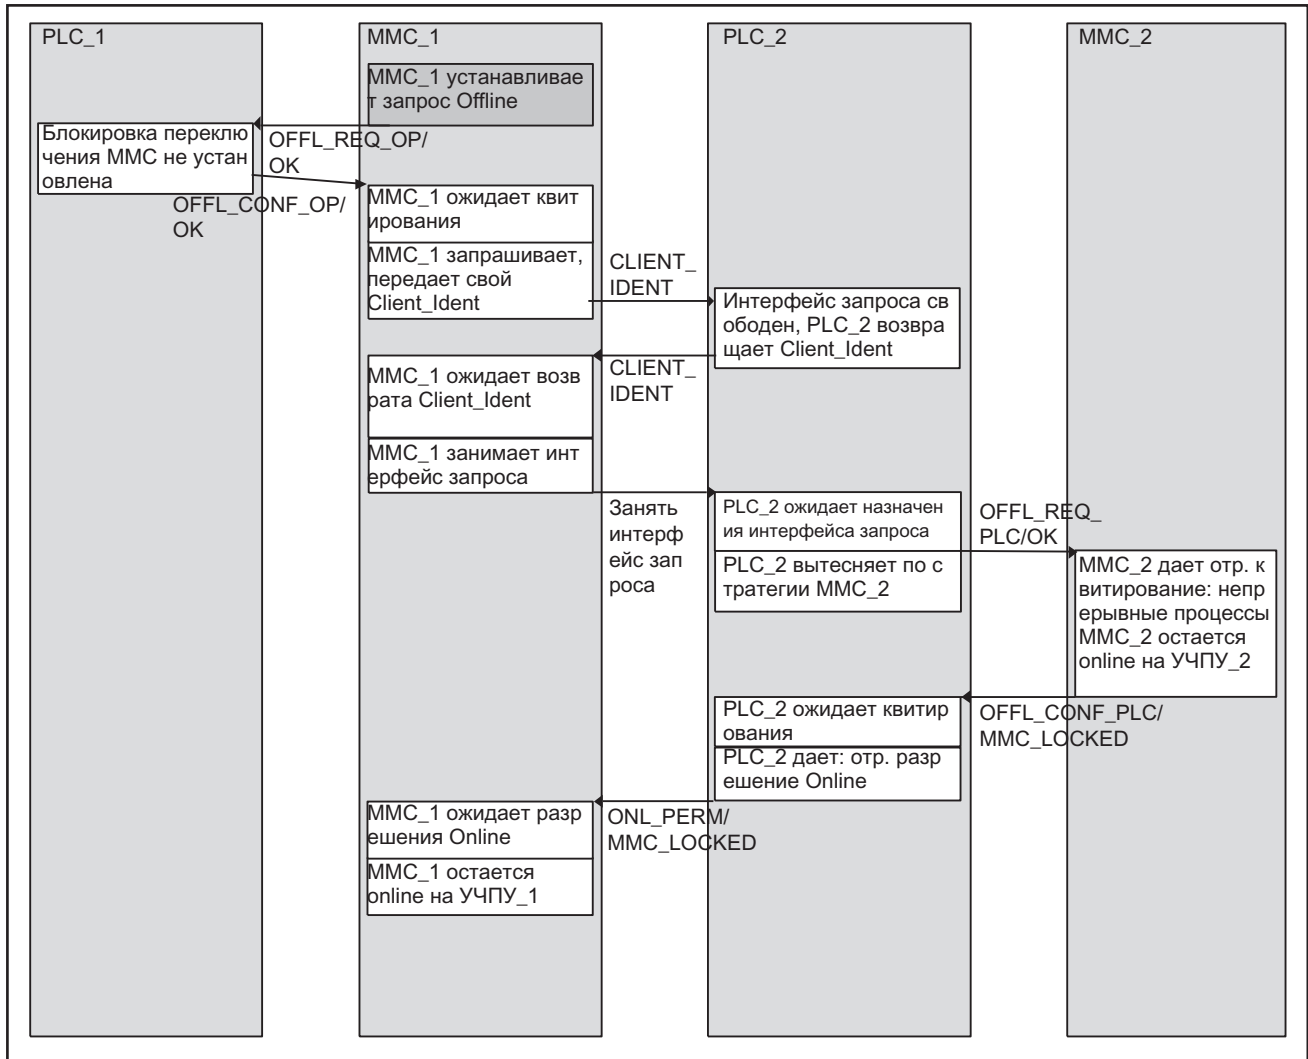 PLC_1
MMC_1
PLC_2
MMC_2
MMC_1 устанавливае
т запрос Offline
Блокировка переклю
чения MMC не устан
овлена
OFFL_REQ_OP/
OK
OFFL_CONF_OP/
OK
MMC_1 ожидает квит
ирования
MMC_1 запрашивает,
передает свой
Client_Ident
CLIENT_
IDENT
Интерфейс запроса св
ободен, PLC_2 возвра
щает Client_Ident
MMC_1 ожидает возв
рата Client_Ident
CLIENT_
IDENT
MMC_1 занимает инт
ерфейс запроса
Занять
интерф
ейс зап
роса
PLC_2 ожидает назначен
ия интерфейса запроса
OFFL_REQ_
PLC/OK
PLC_2 вытесняет по с
тратегии MMC_2
MMC_2 дает отр. к
витирование: непр
ерывные процессы
MMC_2 остается
online на УЧПУ_2
PLC_2 ожидает квитир
ования
OFFL_CONF_PLC/
MMC_LOCKED
PLC_2 дает: отр. разр
ешение Online
MMC_1 ожидает разр
ешения Online
ONL_PERM/
MMC_LOCKED
MMC_1 остается
online на УЧПУ_1